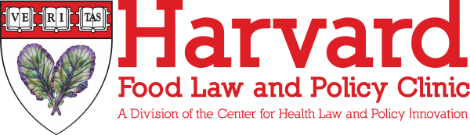 VE RI TAS
Harvard
Food Law and Policy Clinic
A Division of the Center for Health Law and Policy Innovation